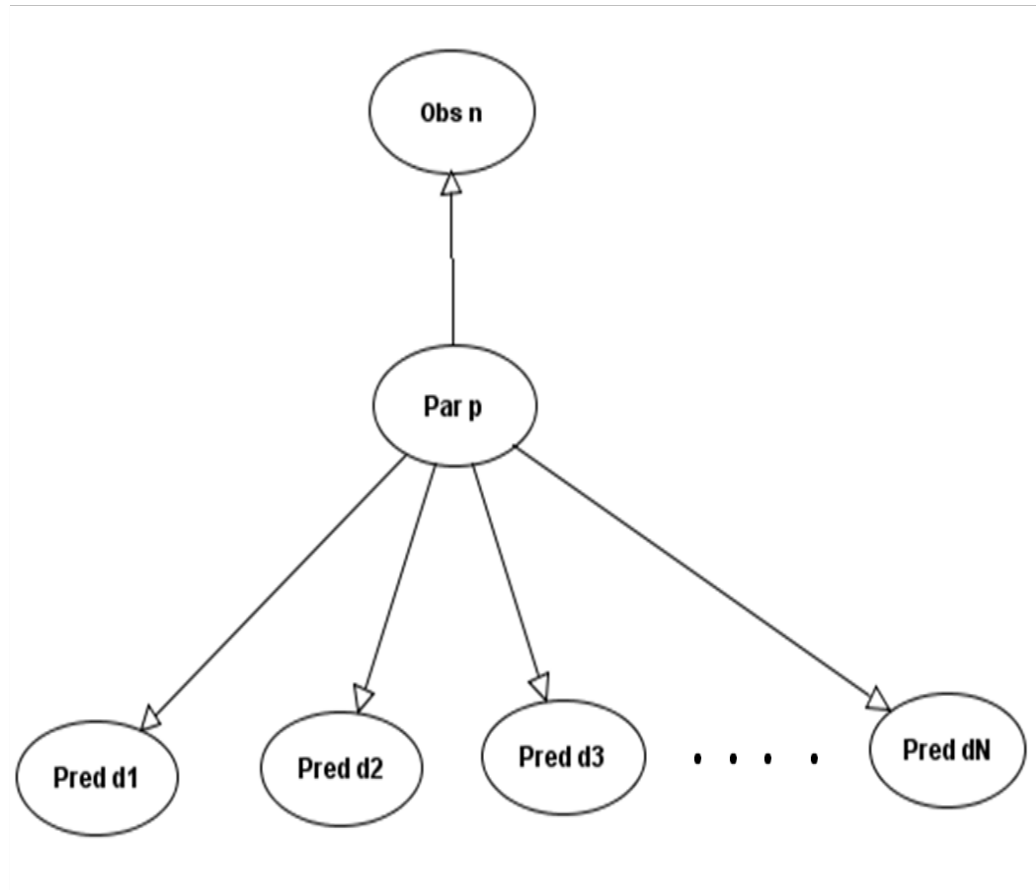 Obs n
Par p
Pred d1
Pred d2
Pred d3
. . . .
Pred dN